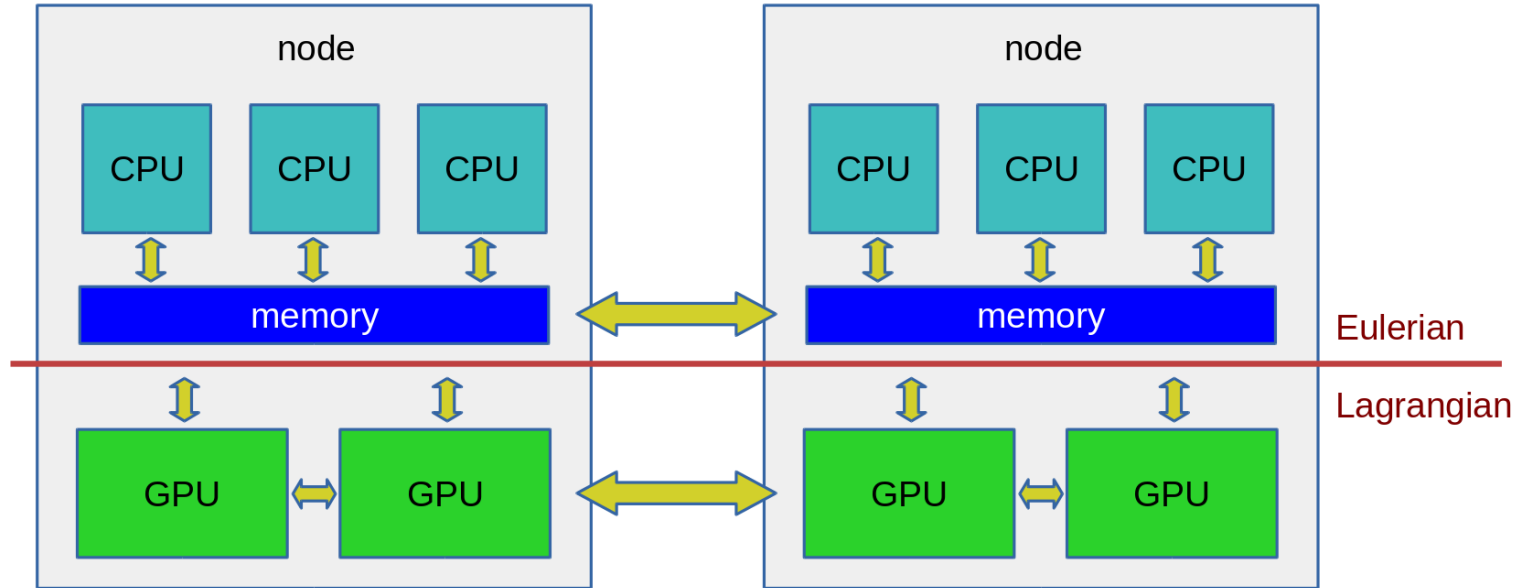 node
node
CPU CPU CPU
CPU CPU CPU
memory
memory
Eulerian
Lagrangian
GPU GPU
GPU GPU